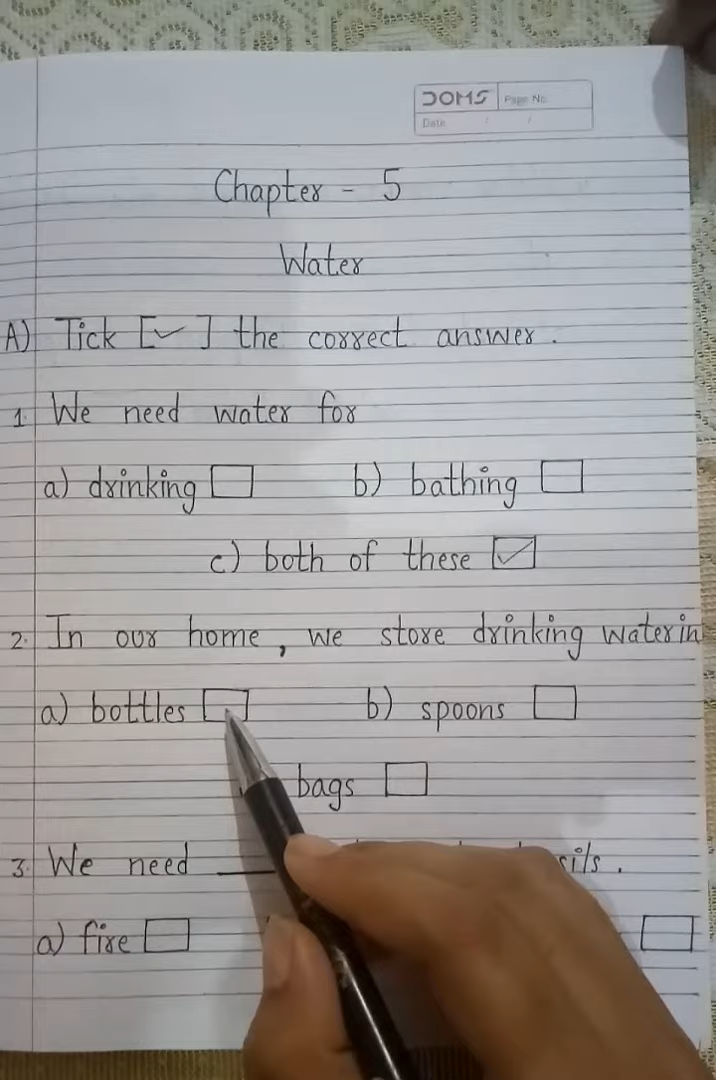 DOMS Page No.
Date / /
Chapter - 5
Water
A) Tick [✓] the correct answer.
1. We need water for
a) drinking b) bathing
c) both of these ✓
2. In our home, we store drinking water in
a) bottles b) spoons
bags
3. We need ____ .
a) fire